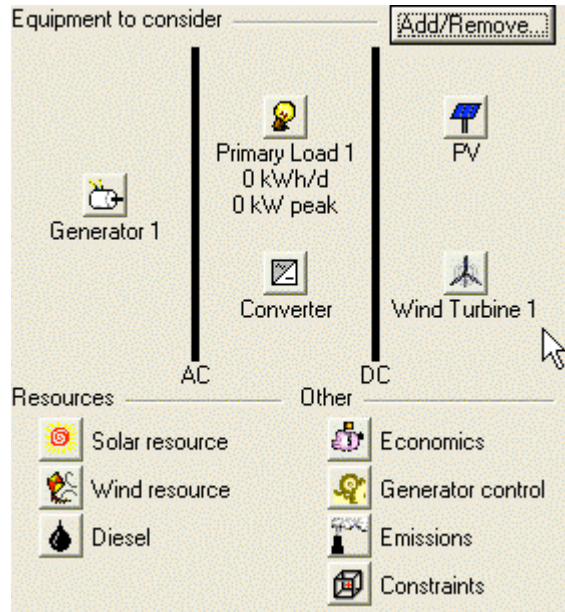 Equipment to consider
Add/Remove...
Primary Load 1
0 kWh/d
0 kW peak
PV
Generator 1
Converter
Wind Turbine 1
AC
DC
Resources
Other
Solar resource
Economics
Wind resource
Generator control
Diesel
Emissions
Constraints